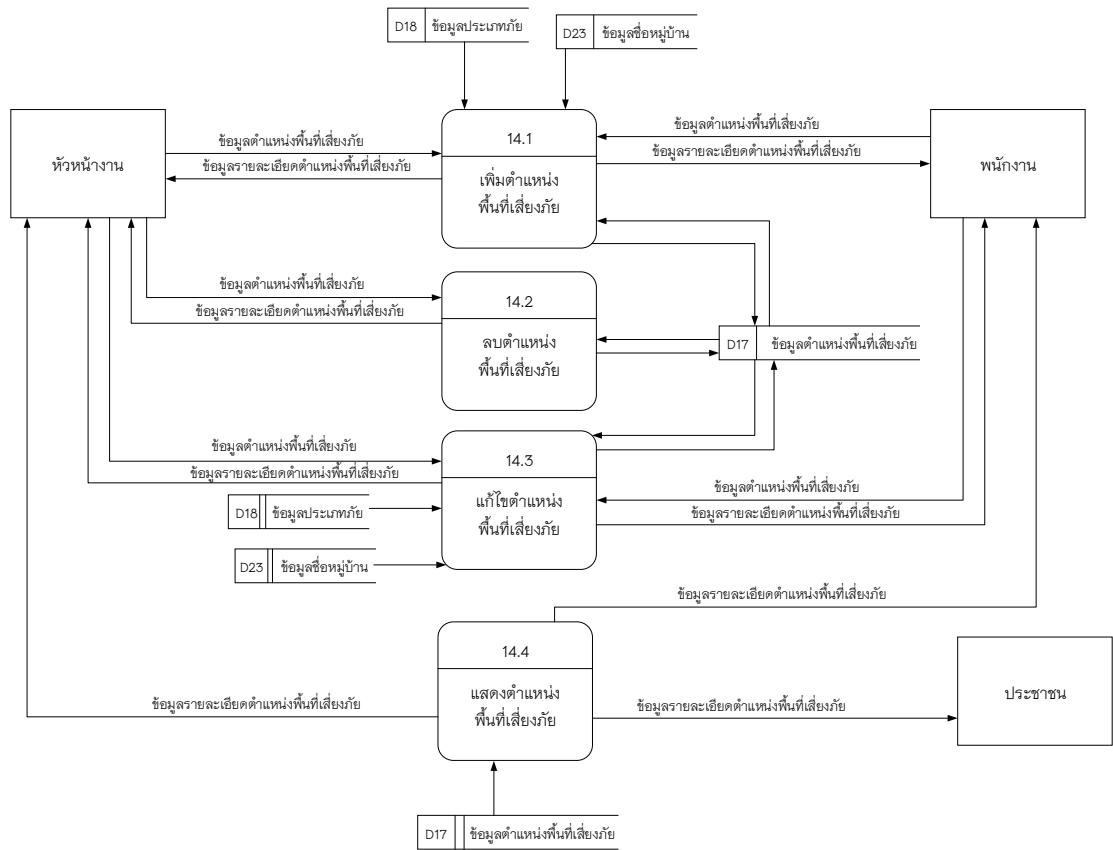 D18 ข้อมูลประเภทภัย
D23 ข้อมูลชื่อหมู่บ้าน
หัวหน้างาน
ข้อมูลตำแหน่งพื้นที่เสี่ยงภัย
ข้อมูลรายละเอียดตำแหน่งพื้นที่เสี่ยงภัย
14.1
เพิ่มตำแหน่ง
พื้นที่เสี่ยงภัย
ข้อมูลตำแหน่งพื้นที่เสี่ยงภัย
ข้อมูลรายละเอียดตำแหน่งพื้นที่เสี่ยงภัย
พนักงาน
ข้อมูลตำแหน่งพื้นที่เสี่ยงภัย
ข้อมูลรายละเอียดตำแหน่งพื้นที่เสี่ยงภัย
14.2
ลบตำแหน่ง
พื้นที่เสี่ยงภัย
D17 ข้อมูลตำแหน่งพื้นที่เสี่ยงภัย
ข้อมูลตำแหน่งพื้นที่เสี่ยงภัย
ข้อมูลรายละเอียดตำแหน่งพื้นที่เสี่ยงภัย
D18 ข้อมูลประเภทภัย
D23 ข้อมูลชื่อหมู่บ้าน
14.3
แก้ไขตำแหน่ง
พื้นที่เสี่ยงภัย
ข้อมูลตำแหน่งพื้นที่เสี่ยงภัย
ข้อมูลรายละเอียดตำแหน่งพื้นที่เสี่ยงภัย
ข้อมูลรายละเอียดตำแหน่งพื้นที่เสี่ยงภัย
ข้อมูลรายละเอียดตำแหน่งพื้นที่เสี่ยงภัย
14.4
แสดงตำแหน่ง
พื้นที่เสี่ยงภัย
ข้อมูลรายละเอียดตำแหน่งพื้นที่เสี่ยงภัย
ประชาชน
D17 ข้อมูลตำแหน่งพื้นที่เสี่ยงภัย